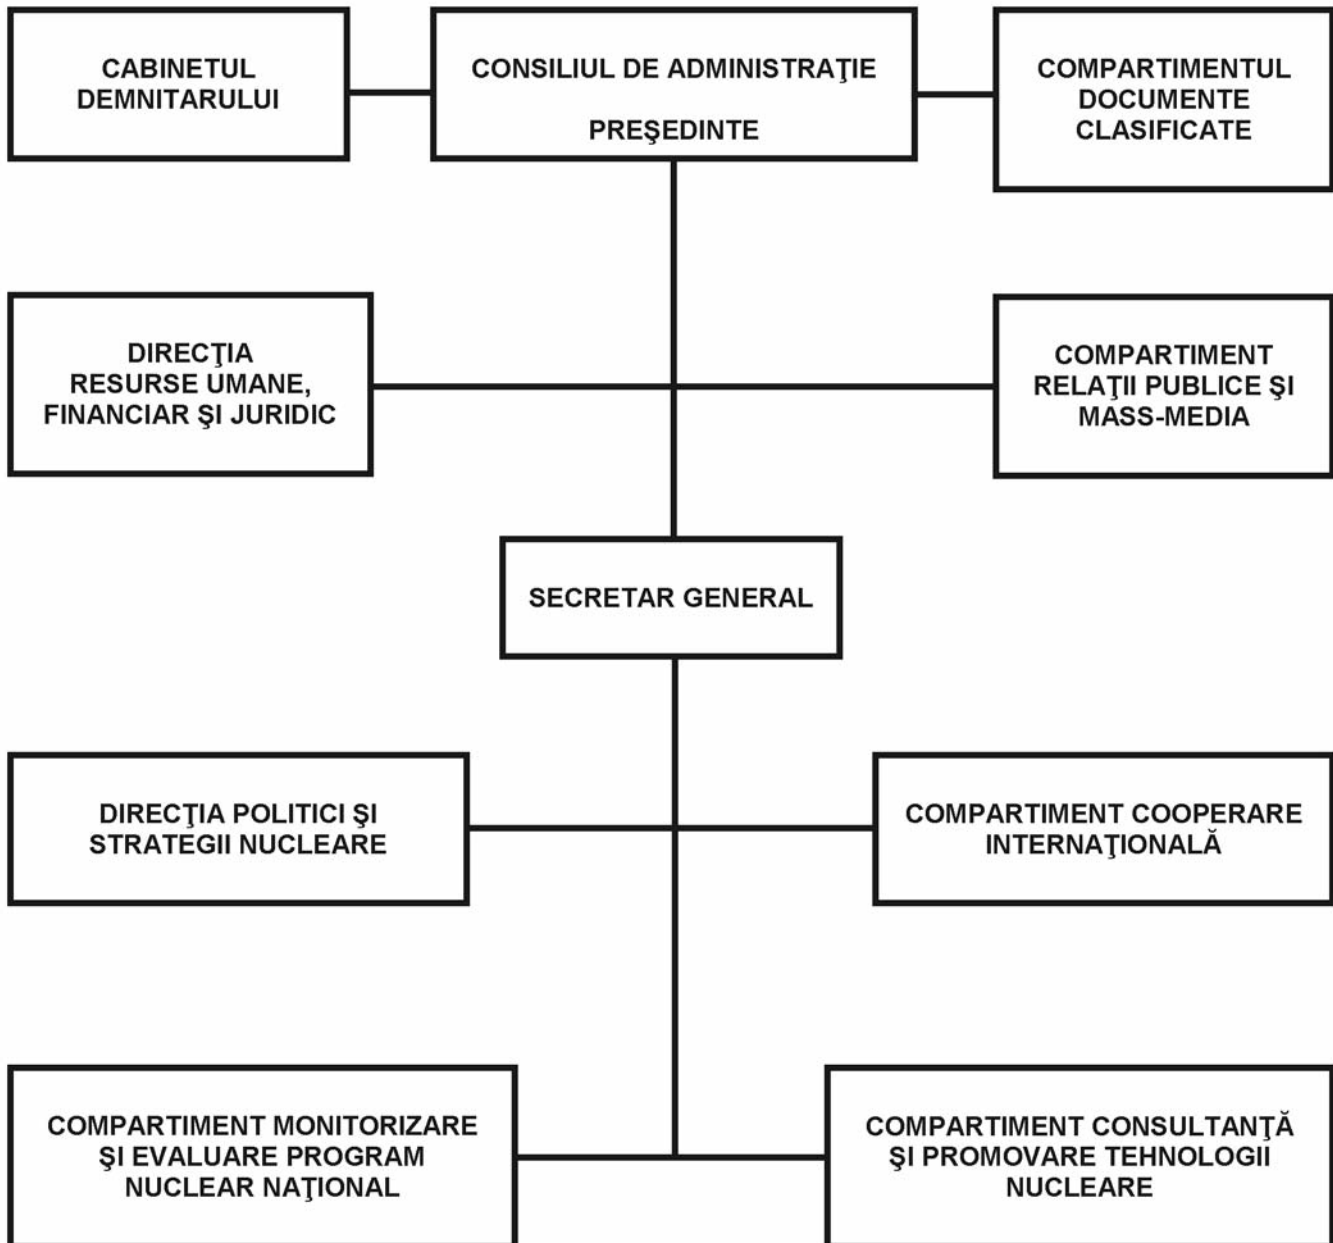 CABINETUL
DEMNITARULUI
CONSILIUL DE ADMINISTRAŢIE
PREŞEDINTE
COMPARTIMENTUL
DOCUMENTE
CLASIFICATE
DIRECŢIA
RESURSE UMANE,
FINANCIAR ŞI JURIDIC
COMPARTIMENT
RELAŢII PUBLICE ŞI
MASS-MEDIA
SECRETAR GENERAL
DIRECŢIA POLITICI ŞI
STRATEGII NUCLEARE
COMPARTIMENT COOPERARE
INTERNAŢIONALĂ
COMPARTIMENT MONITORIZARE
ŞI EVALUARE PROGRAM
NUCLEAR NAŢIONAL
COMPARTIMENT CONSULTANŢĂ
ŞI PROMOVARE TEHNOLOGII
NUCLEARE